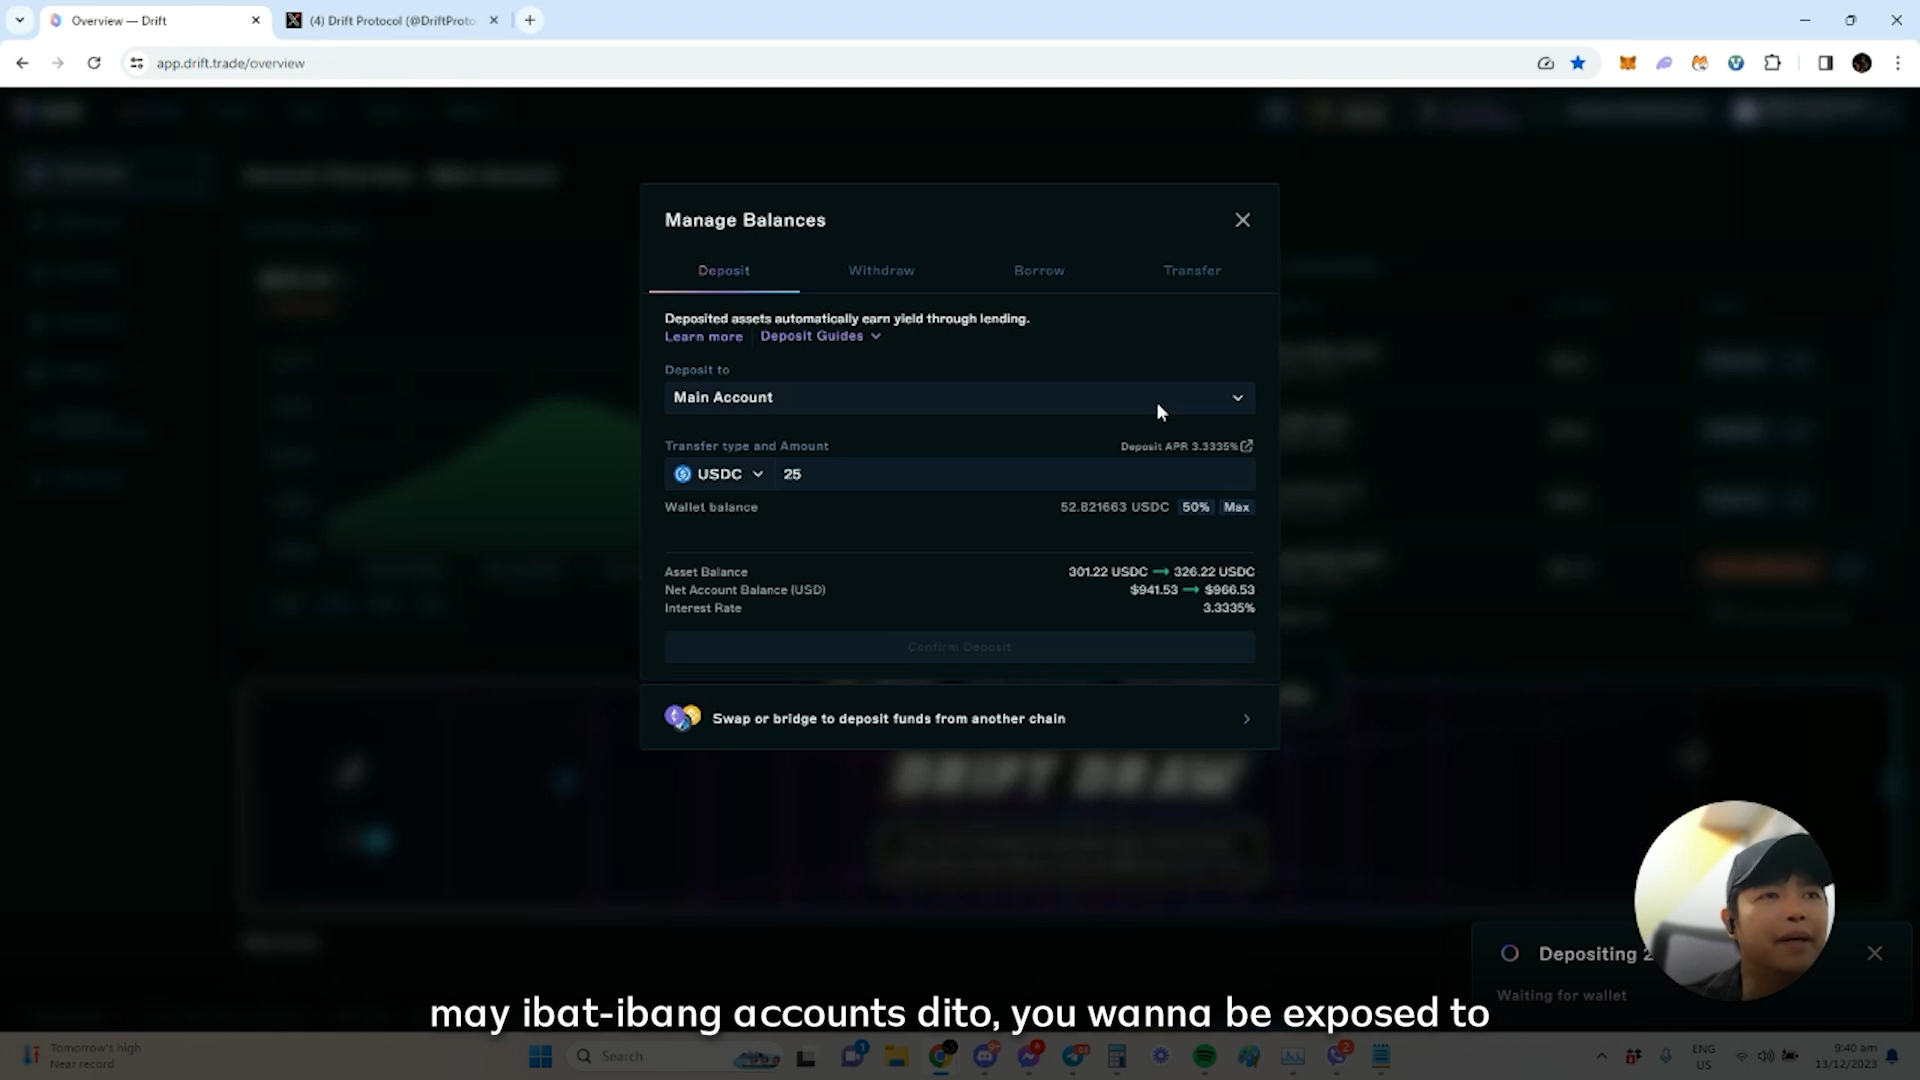 Overview — Drift
(4) Drift Protocol (@DriftProto
app.drift.trade/overview
Manage Balances
Deposit
Withdraw
Borrow
Transfer
Deposited assets automatically earn yield through lending.
Learn more
Deposit Guides
Deposit to
Main Account
Transfer type and Amount
Deposit APR 3.3335%
USDC
25
Wallet balance
52.821663 USDC
50%
Max
Asset Balance
301.22 USDC → 326.22 USDC
Net Account Balance (USD)
$941.53 → $966.53
Interest Rate
3.3335%
Confirm Deposit
Swap or bridge to deposit funds from another chain
DRIFT DRAW
Depositing 2
Waiting for wallet
may ibat-ibang accounts dito, you wanna be exposed to
Tomorrow's high
Near record
Search
ENG
US
9:40 am
13/12/2023